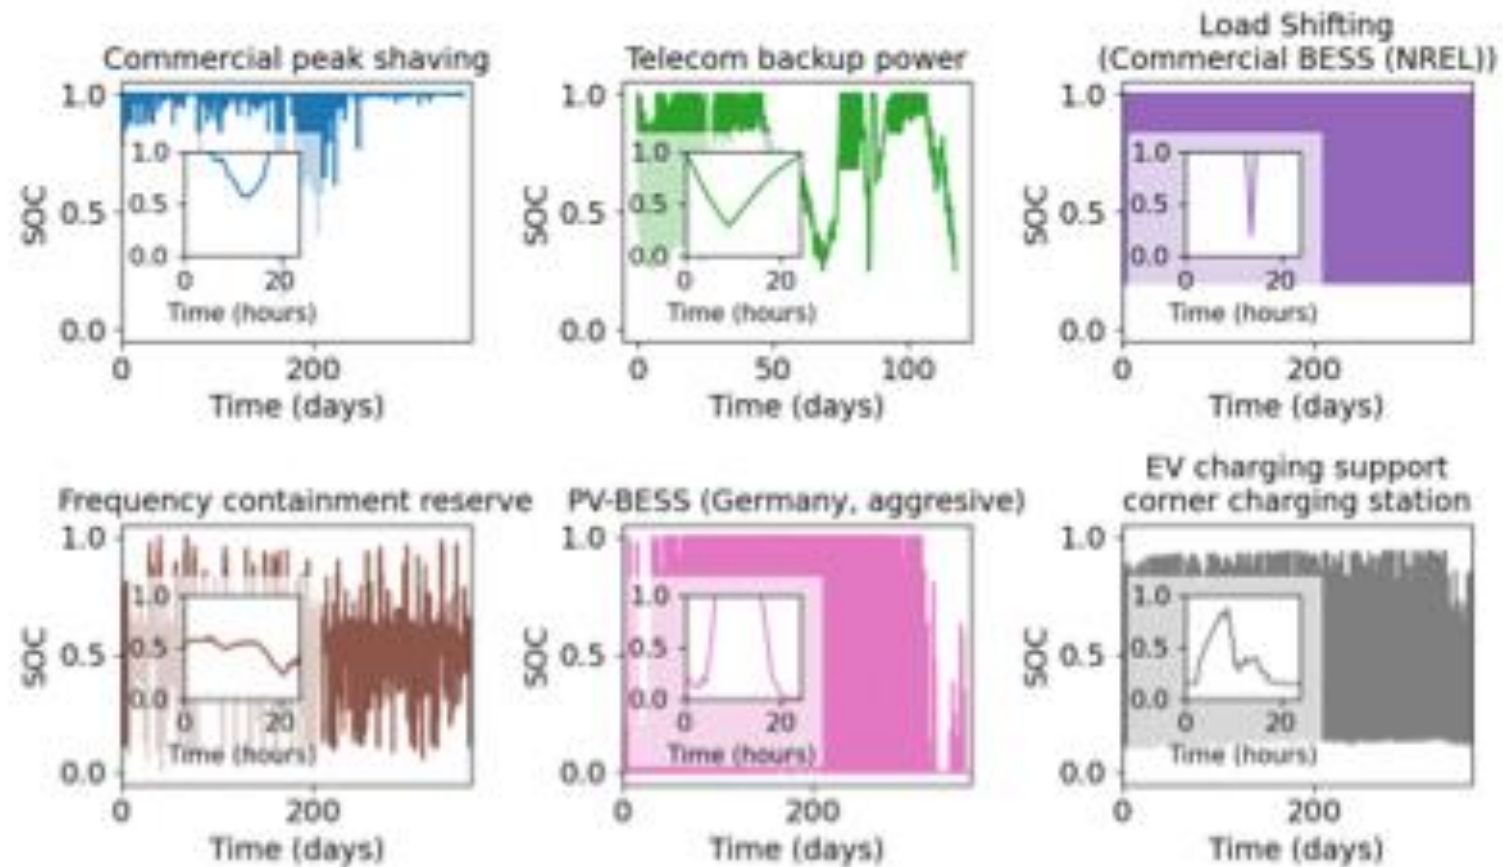 Commercial peak shaving
1.0
0.5
0.0
SOC
1.0
0.5
0.0
0
20
Time (hours)
0
200
Time (days)
Telecom backup power
1.0
0.5
0.0
SOC
1.0
0.5
0.0
0
20
Time (hours)
0
50
100
Time (days)
Load Shifting
(Commercial BESS (NREL))
1.0
0.5
0.0
SOC
1.0
0.5
0.0
0
20
Time (hours)
0
200
Time (days)
Frequency containment reserve
1.0
0.5
0.0
SOC
1.0
0.5
0.0
0
20
Time (hours)
0
200
Time (days)
PV-BESS (Germany, aggresive)
1.0
0.5
0.0
SOC
1.0
0.5
0.0
0
20
Time (hours)
0
200
Time (days)
EV charging support
corner charging station
1.0
0.5
0.0
SOC
1.0
0.5
0.0
0
20
Time (hours)
0
200
Time (days)